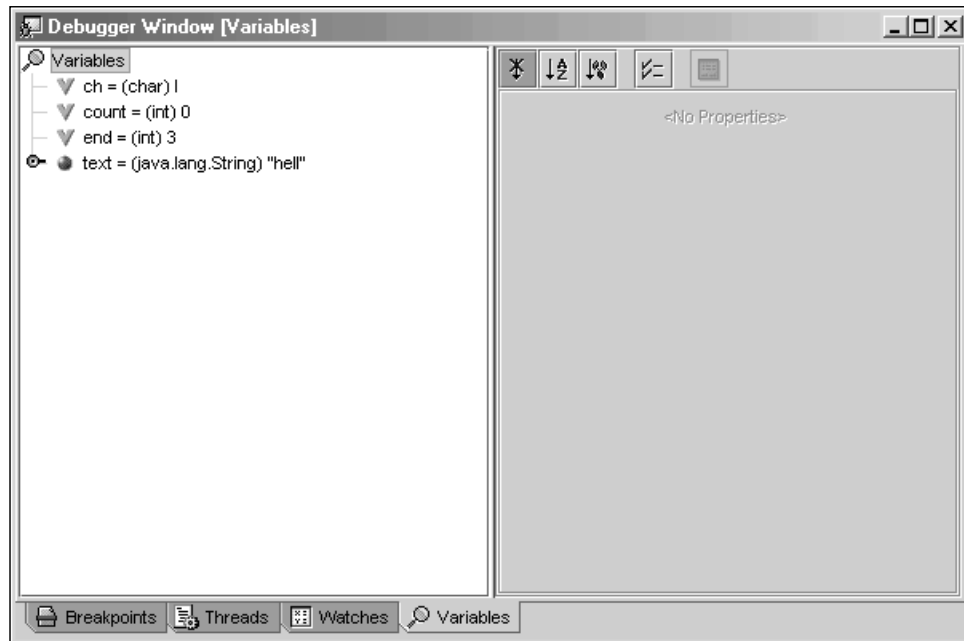 Debugger Window [Variables]
Variables
ch = (char) l
count = (int) 0
end = (int) 3
text = (java.lang.String) "hell"
<No Properties>
Breakpoints Threads Watches Variables